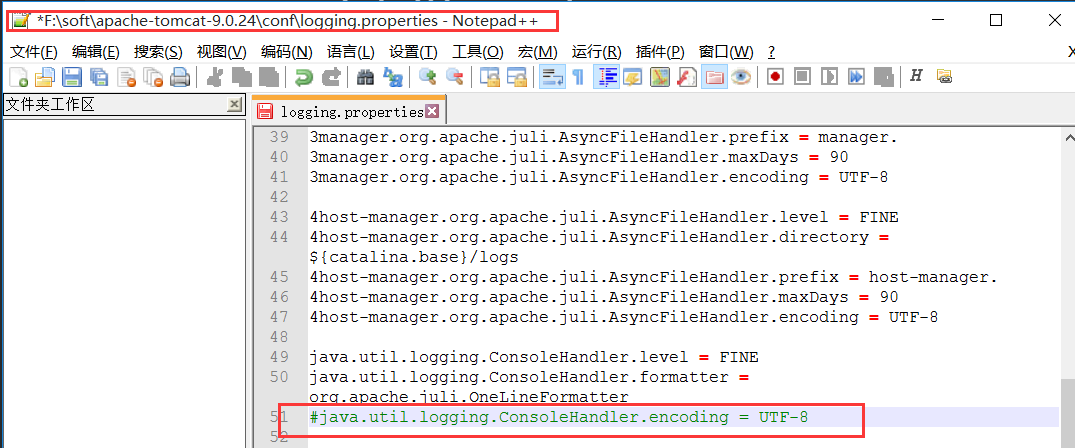 *F:\soft\apache-tomcat-9.0.24\conf\logging.properties - Notepad++
文件(F) 编辑(E) 搜索(S) 视图(V) 编码(N) 语言(L) 设置(T) 工具(O) 宏(M) 运行(R) 插件(P) 窗口(W) ? X
文件夹工作区
logging.properties
39 3manager.org.apache.juli.AsyncFileHandler.prefix = manager.
40 3manager.org.apache.juli.AsyncFileHandler.maxDays = 90
41 3manager.org.apache.juli.AsyncFileHandler.encoding = UTF-8
42
43 4host-manager.org.apache.juli.AsyncFileHandler.level = FINE
44 4host-manager.org.apache.juli.AsyncFileHandler.directory =
${catalina.base}/logs
45 4host-manager.org.apache.juli.AsyncFileHandler.prefix = host-manager.
46 4host-manager.org.apache.juli.AsyncFileHandler.maxDays = 90
47 4host-manager.org.apache.juli.AsyncFileHandler.encoding = UTF-8
48
49 java.util.logging.ConsoleHandler.level = FINE
50 java.util.logging.ConsoleHandler.formatter =
org.apache.juli.OneLineFormatter
51 #java.util.logging.ConsoleHandler.encoding = UTF-8
52